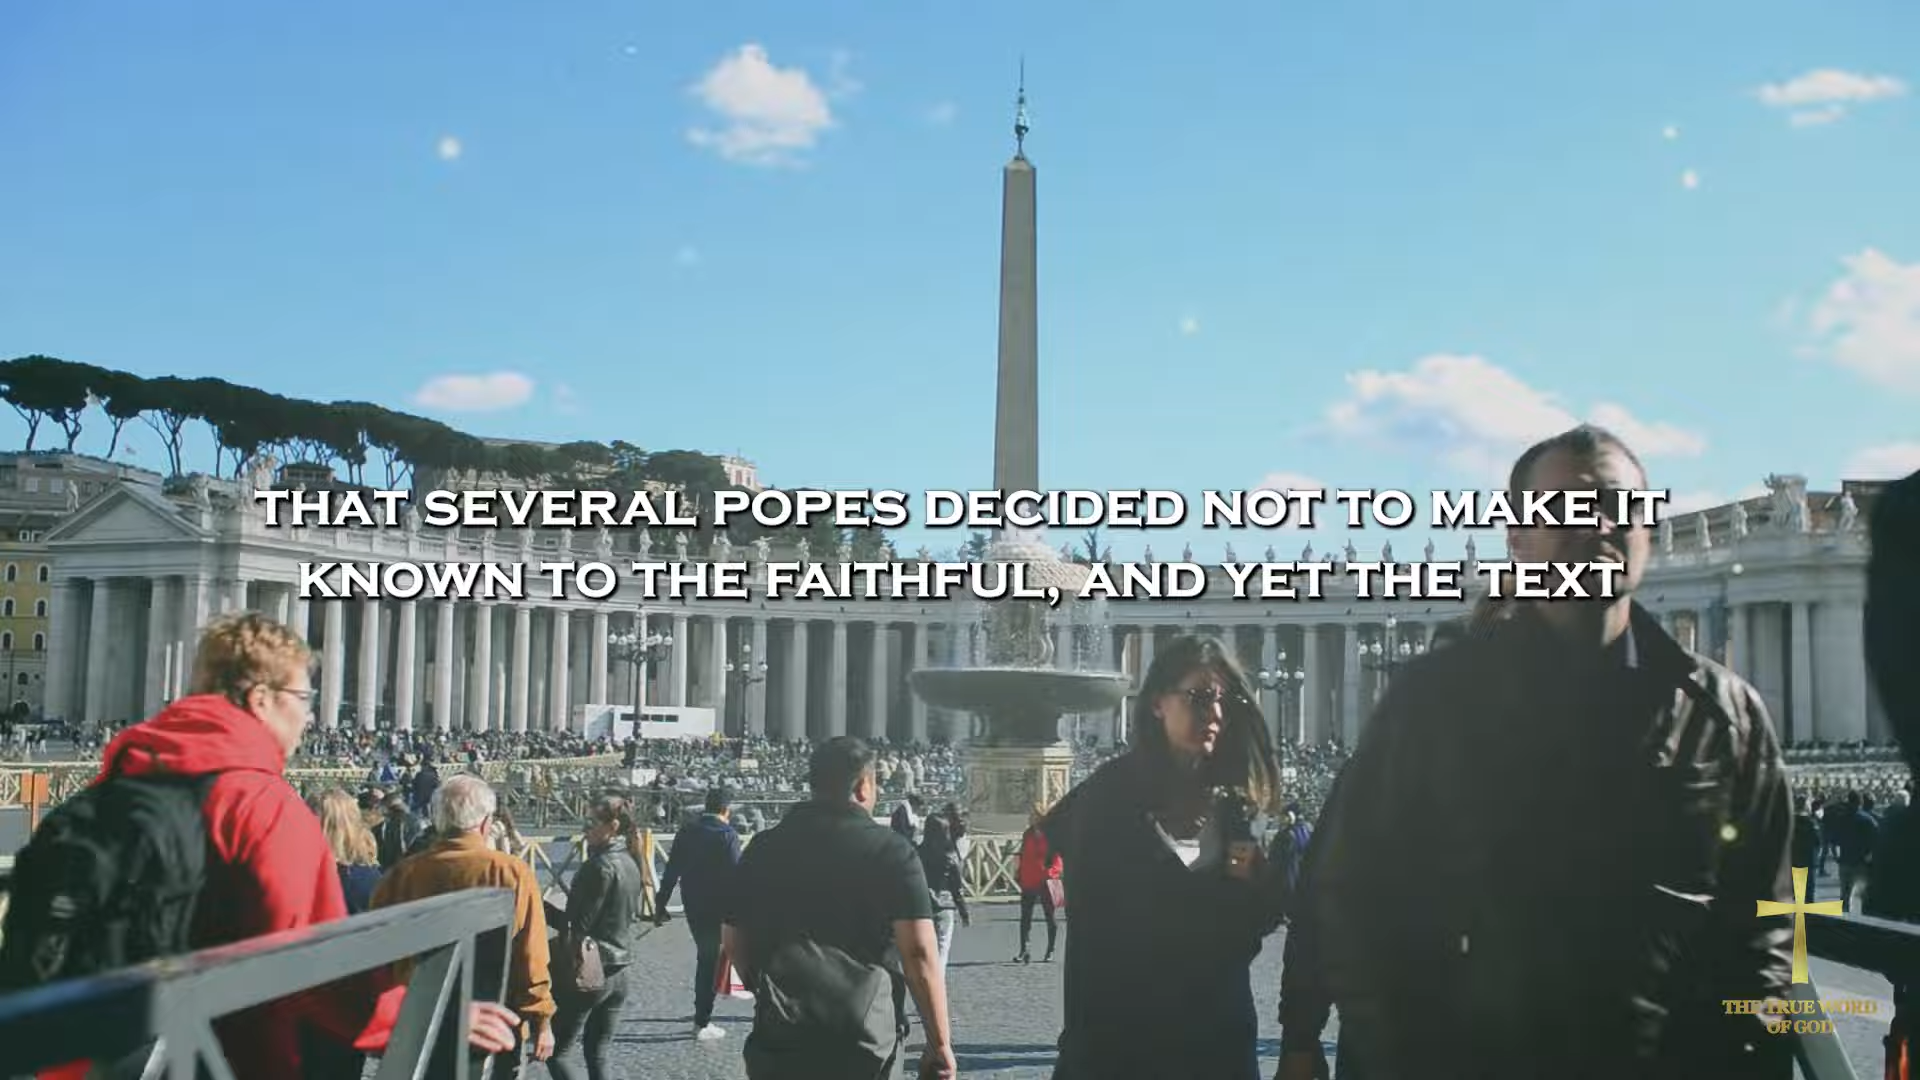 THAT SEVERAL POPES DECIDED NOT TO MAKE IT
KNOWN TO THE FAITHFUL, AND YET THE TEXT
THE TRUE WORD
OF GOD